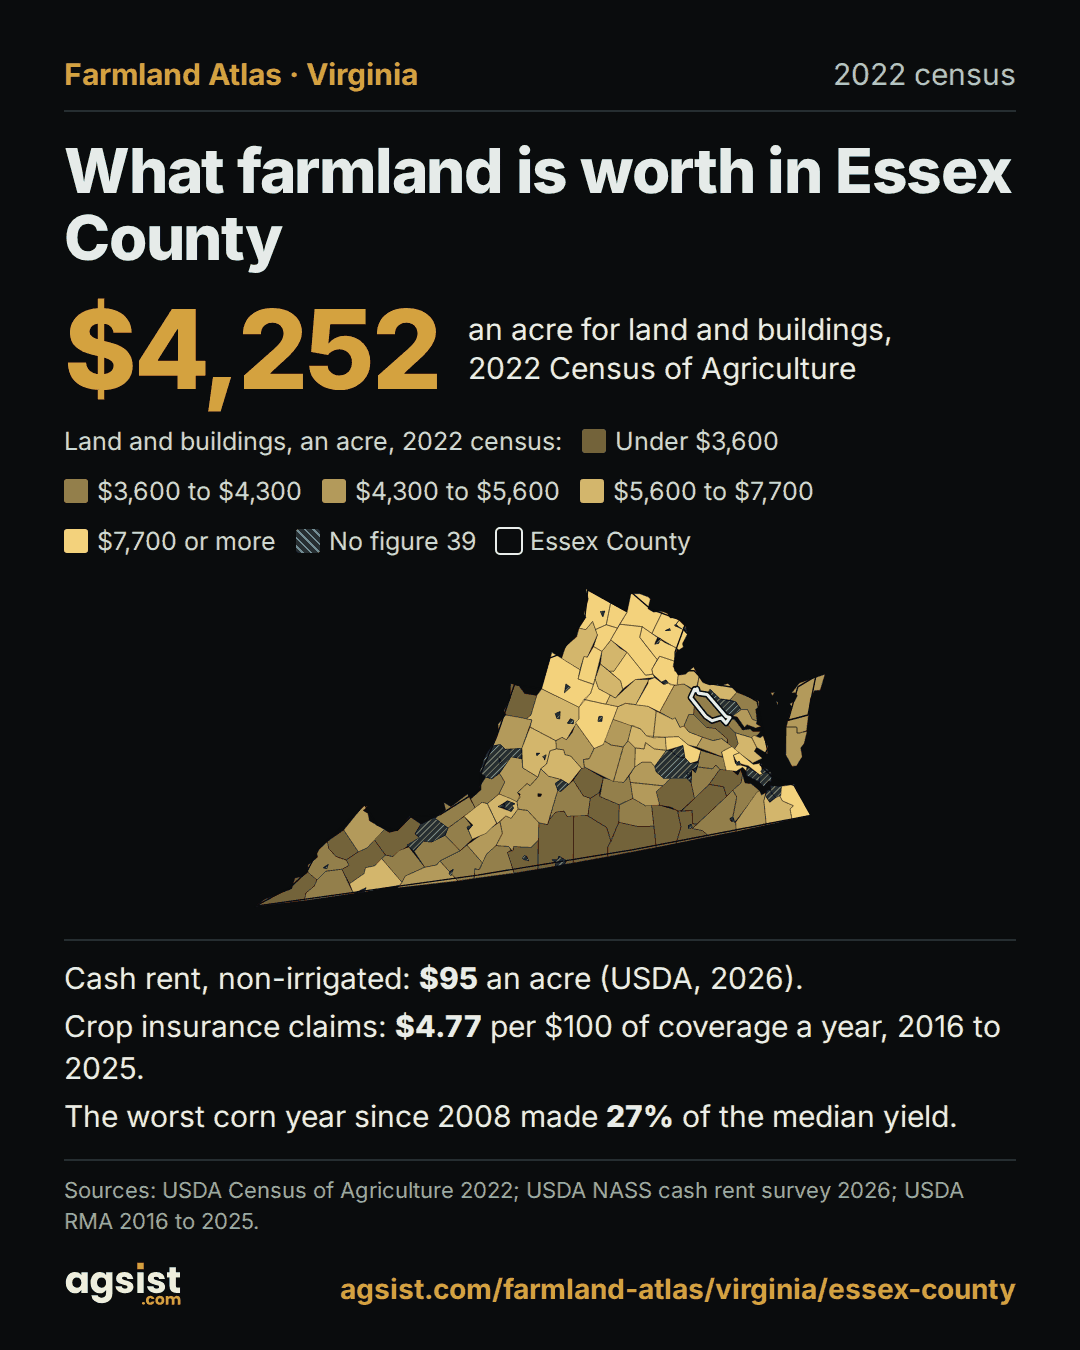 Farmland Atlas · Virginia
2022 census
What farmland is worth in Essex
County
$4,252
an acre for land and buildings,
2022 Census of Agriculture
Land and buildings, an acre, 2022 census: Under $3,600
$3,600 to $4,300 $4,300 to $5,600 $5,600 to $7,700
$7,700 or more No figure 39 Essex County
Cash rent, non-irrigated: $95 an acre (USDA, 2026).
Crop insurance claims: $4.77 per $100 of coverage a year, 2016 to
2025.
The worst corn year since 2008 made 27% of the median yield.
Sources: USDA Census of Agriculture 2022; USDA NASS cash rent survey 2026; USDA
RMA 2016 to 2025.
agsist
.com
agsist.com/farmland-atlas/virginia/essex-county